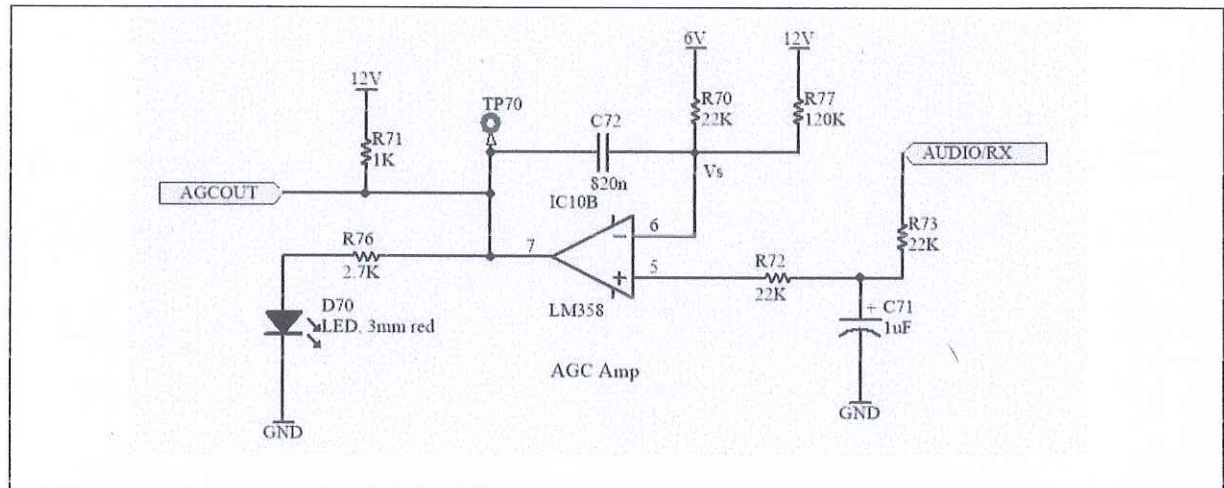 6V
12V
12V
TP70
R70
22K
R77
120K
C72
R71
1K
AUDIO/RX
Vs
820n
AGCOUT
IC10B
6
R73
22K
R76
7
5
R72
2.7K
22K
D70
LED, 3mm red
LM358
+ C71
1uF
AGC Amp
GND
GND